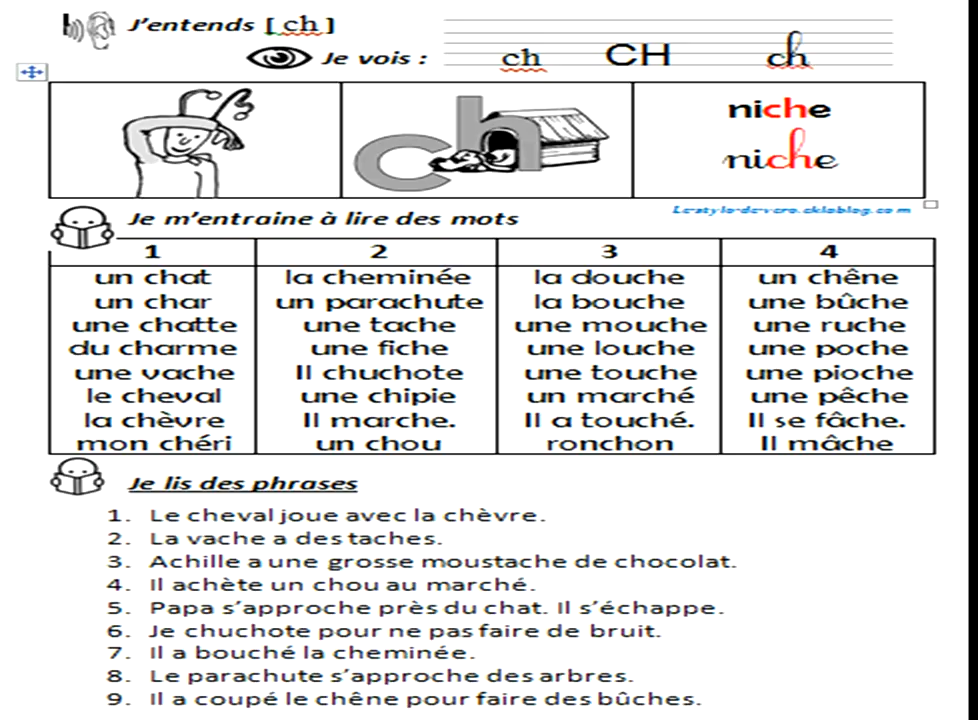 J'entends [ ch ]
Je vois : ch CH ch
ch
niche
niche
Le-stylo-de-vero.eklablog.com
Je m'entraine à lire des mots
1 2 3 4
un chat la cheminée la douche un chêne
un char un parachute la bouche une bûche
une chatte une tache une mouche une ruche
du charme une fiche une louche une poche
une vache Il chuchote une touche une pioche
le cheval une chipie un marché une pêche
la chèvre Il marche. Il a touché. Il se fâche.
mon chéri un chou ronchon Il mâche
Je lis des phrases
1. Le cheval joue avec la chèvre.
2. La vache a des taches.
3. Achille a une grosse moustache de chocolat.
4. Il achète un chou au marché.
5. Papa s'approche près du chat. Il s'échappe.
6. Je chuchote pour ne pas faire de bruit.
7. Il a bouché la cheminée.
8. Le parachute s'approche des arbres.
9. Il a coupé le chêne pour faire des bûches.